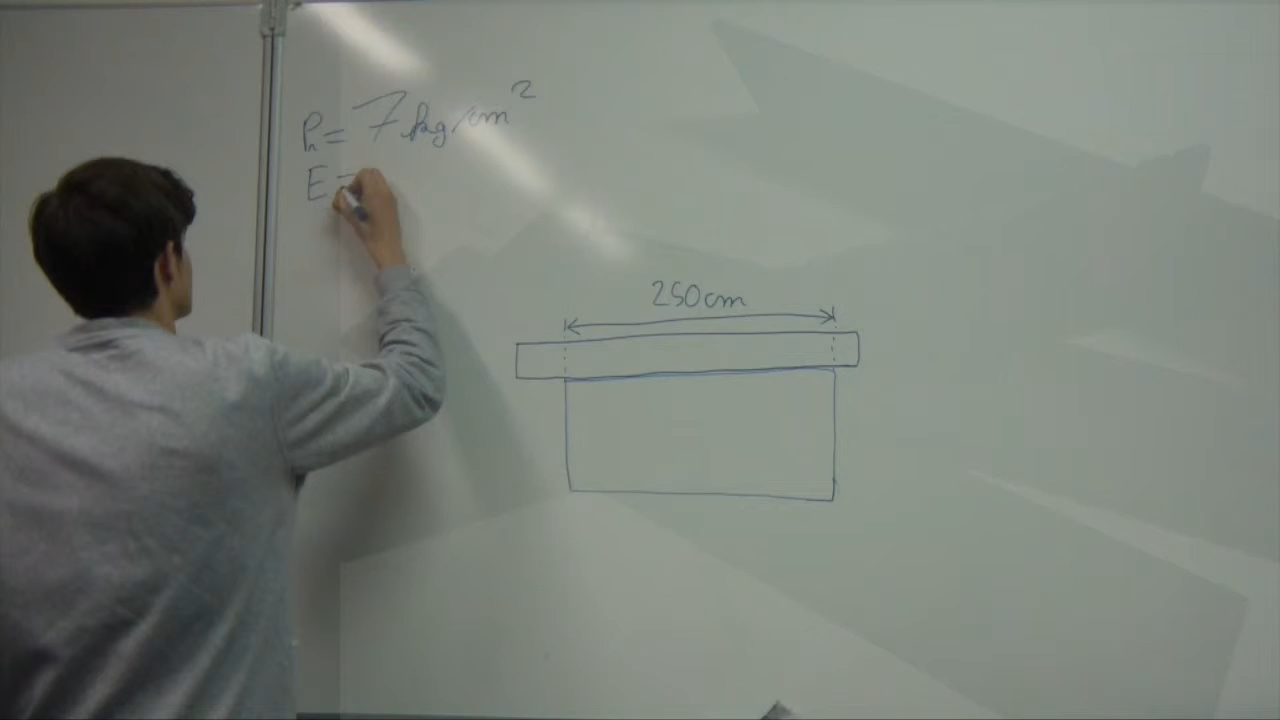 Pₙ = 7 kg/cm²
E =
250cm